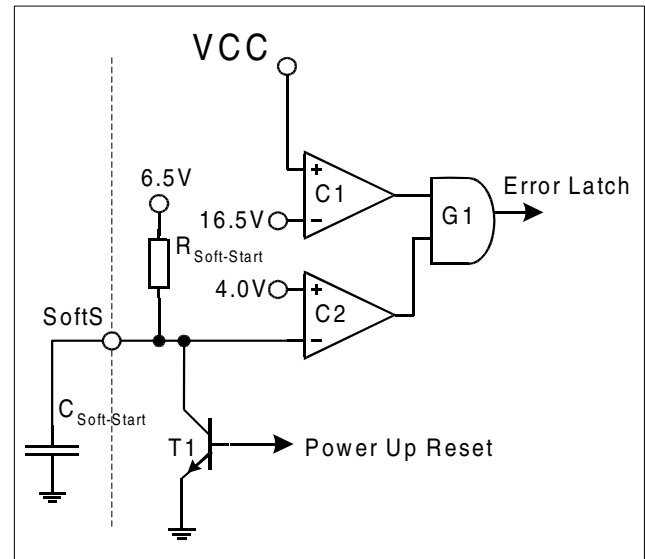 VCC
+
C1
-
16.5V
6.5V
R Soft-Start
G1
Error Latch
4.0V
+
C2
-
SoftS
C Soft-Start
T1
Power Up Reset